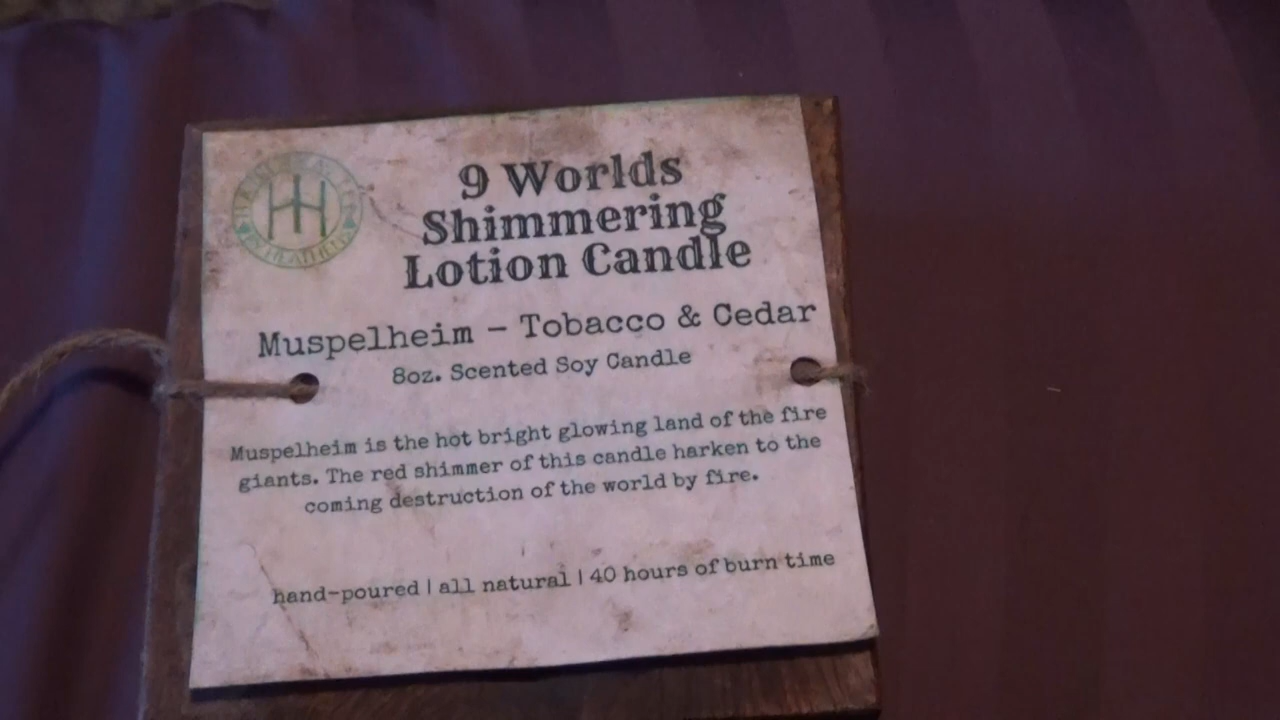 9 Worlds
Shimmering
Lotion Candle
Muspelheim - Tobacco & Cedar
8oz. Scented Soy Candle
Muspelheim is the hot bright glowing land of the fire
giants. The red shimmer of this candle harken to the
coming destruction of the world by fire.
hand-poured | all natural | 40 hours of burn time